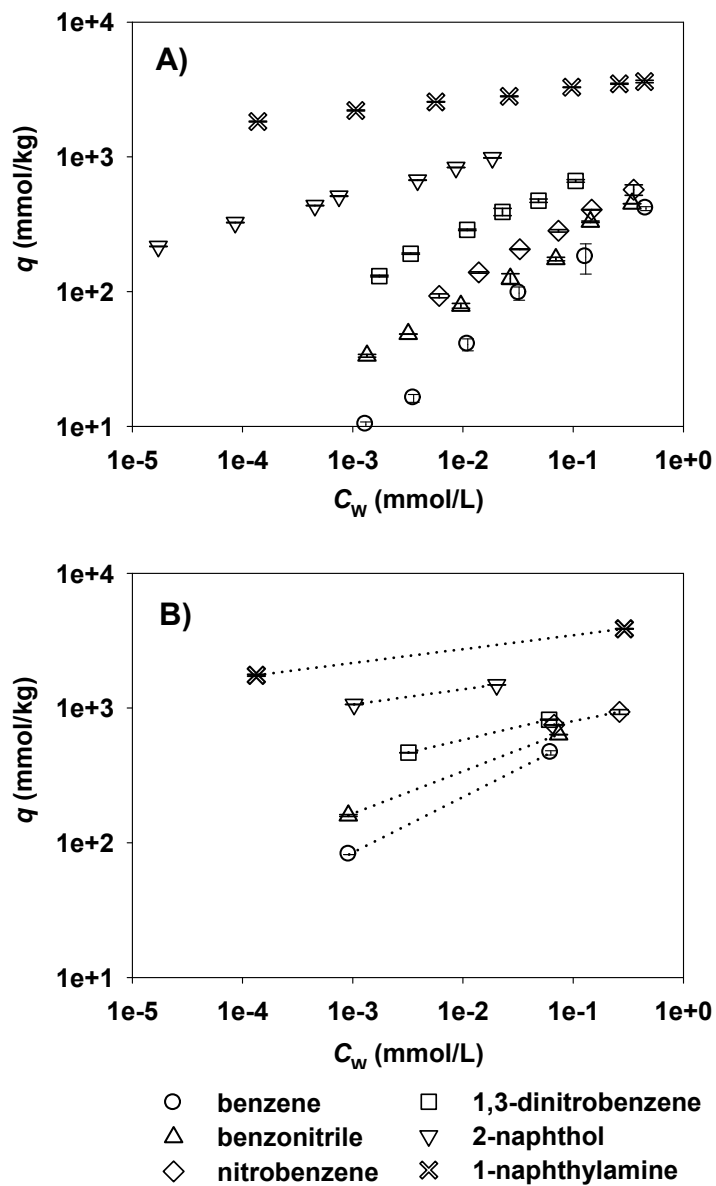 A)
1e+4
1e+3
1e+2
1e+1
q (mmol/kg)
1e-5 1e-4 1e-3 1e-2 1e-1 1e+0
Cw (mmol/L)
B)
1e+4
1e+3
1e+2
1e+1
q (mmol/kg)
1e-5 1e-4 1e-3 1e-2 1e-1 1e+0
Cw (mmol/L)
benzene 1,3-dinitrobenzene
benzonitrile 2-naphthol
nitrobenzene 1-naphthylamine